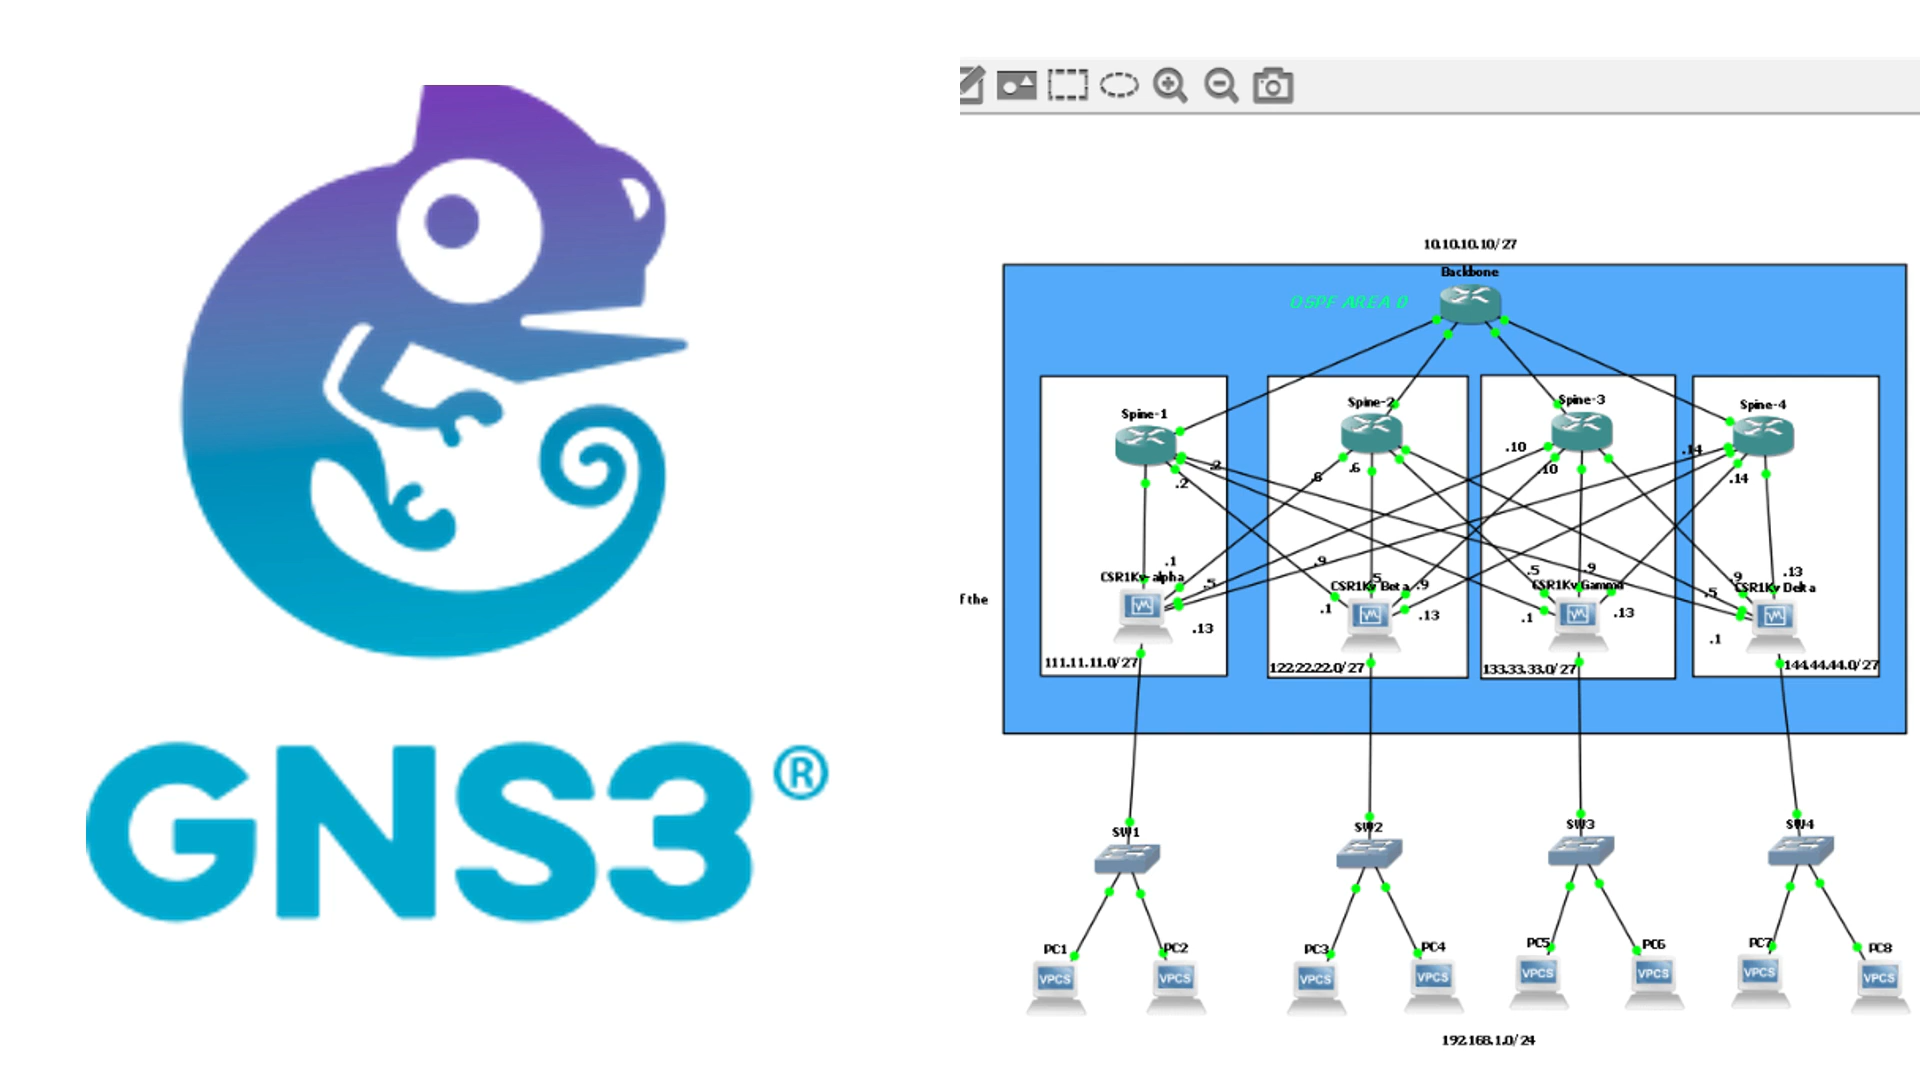 GNS3®
10.10.10.10/27
Backbone
OSPF AREA 0
Spine-1
Spine-2
Spine-3
Spine-4
.2
.2
.6
.6
.10
.10
.14
.14
CSR1Kv-alpha
CSR1Kv Beta
CSR1Kv Gamma
CSR1Kv Delta
.1
.5
.9
.13
.1
.5
.9
.13
.1
.5
.9
.13
.1
.5
.9
.13
f the
111.11.11.0/27
122.22.22.0/27
133.33.33.0/27
144.44.44.0/27
SW1
SW2
SW3
SW4
PC1
PC2
PC3
PC4
PC5
PC6
PC7
PC8
VPCS
VPCS
VPCS
VPCS
VPCS
VPCS
VPCS
VPCS
192.168.1.0/24